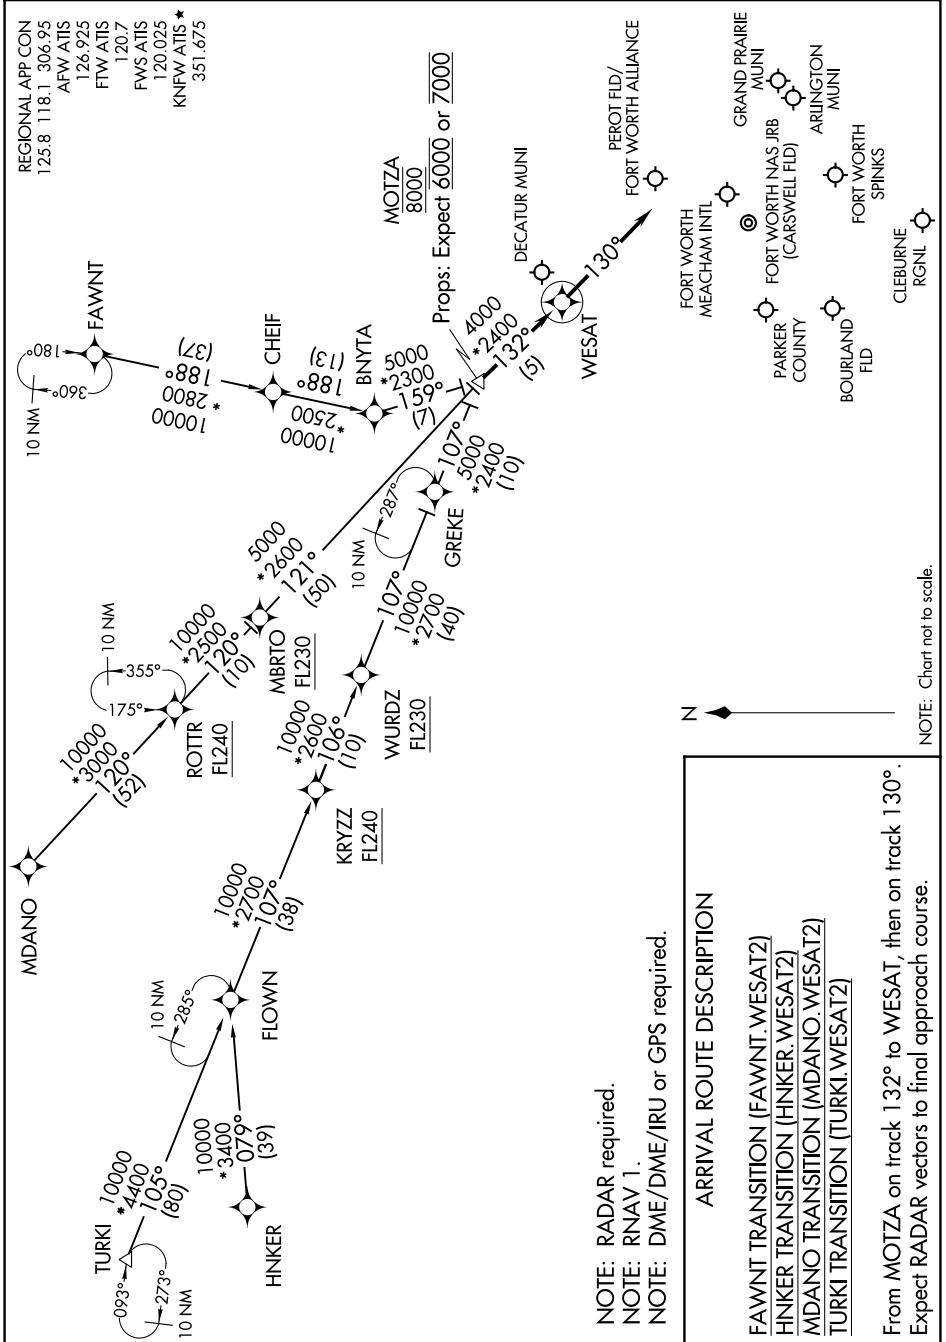 REGIONAL APP CON
125.8 118.1 306.95
AFW ATIS
126.925
FTW ATIS
120.7
FWS ATIS
120.025
KNFW ATIS ★
351.675
MOTZA
8000
Props: Expect 6000 or 7000
10 NM
180°
360°
FAWNT
10000
*2800
188°
(37)
CHEIF
10000
*2500
188°
(13)
BNYTA
5000
*2300
159°
(7)
MDANO
10000
*3000
120°
(52)
10 NM
355°
175°
ROTTR
FL240
10000
*2500
120°
(10)
MBRTO
FL230
5000
*2600
121°
(50)
TURKI
093°
273°
10 NM
10000
*4400
105°
(80)
HNKER
10000
*3400
079°
(39)
10 NM
285°
FLOWN
10000
*2700
107°
(38)
KRYZZ
FL240
10000
*2600
106°
(10)
WURDZ
FL230
10000
*2700
107°
(40)
10 NM
287°
GREKE
107°
5000
*2400
(10)
4000
*2400
132°
(5)
WESAT
130°
DECATUR MUNI
PEROT FLD/
FORT WORTH ALLIANCE
FORT WORTH
MEACHAM INTL
FORT WORTH NAS JRB
(CARSWELL FLD)
GRAND PRAIRIE
MUNI
ARLINGTON
MUNI
FORT WORTH
SPINKS
PARKER
COUNTY
BOURLAND
FLD
CLEBURNE
RGNL
N
NOTE: Chart not to scale.
NOTE: RADAR required.
NOTE: RNAV 1.
NOTE: DME/DME/IRU or GPS required.
ARRIVAL ROUTE DESCRIPTION
FAWNT TRANSITION (FAWNT.WESAT2)
HNKER TRANSITION (HNKER.WESAT2)
MDANO TRANSITION (MDANO.WESAT2)
TURKI TRANSITION (TURKI.WESAT2)
From MOTZA on track 132° to WESAT, then on track 130°.
Expect RADAR vectors to final approach course.